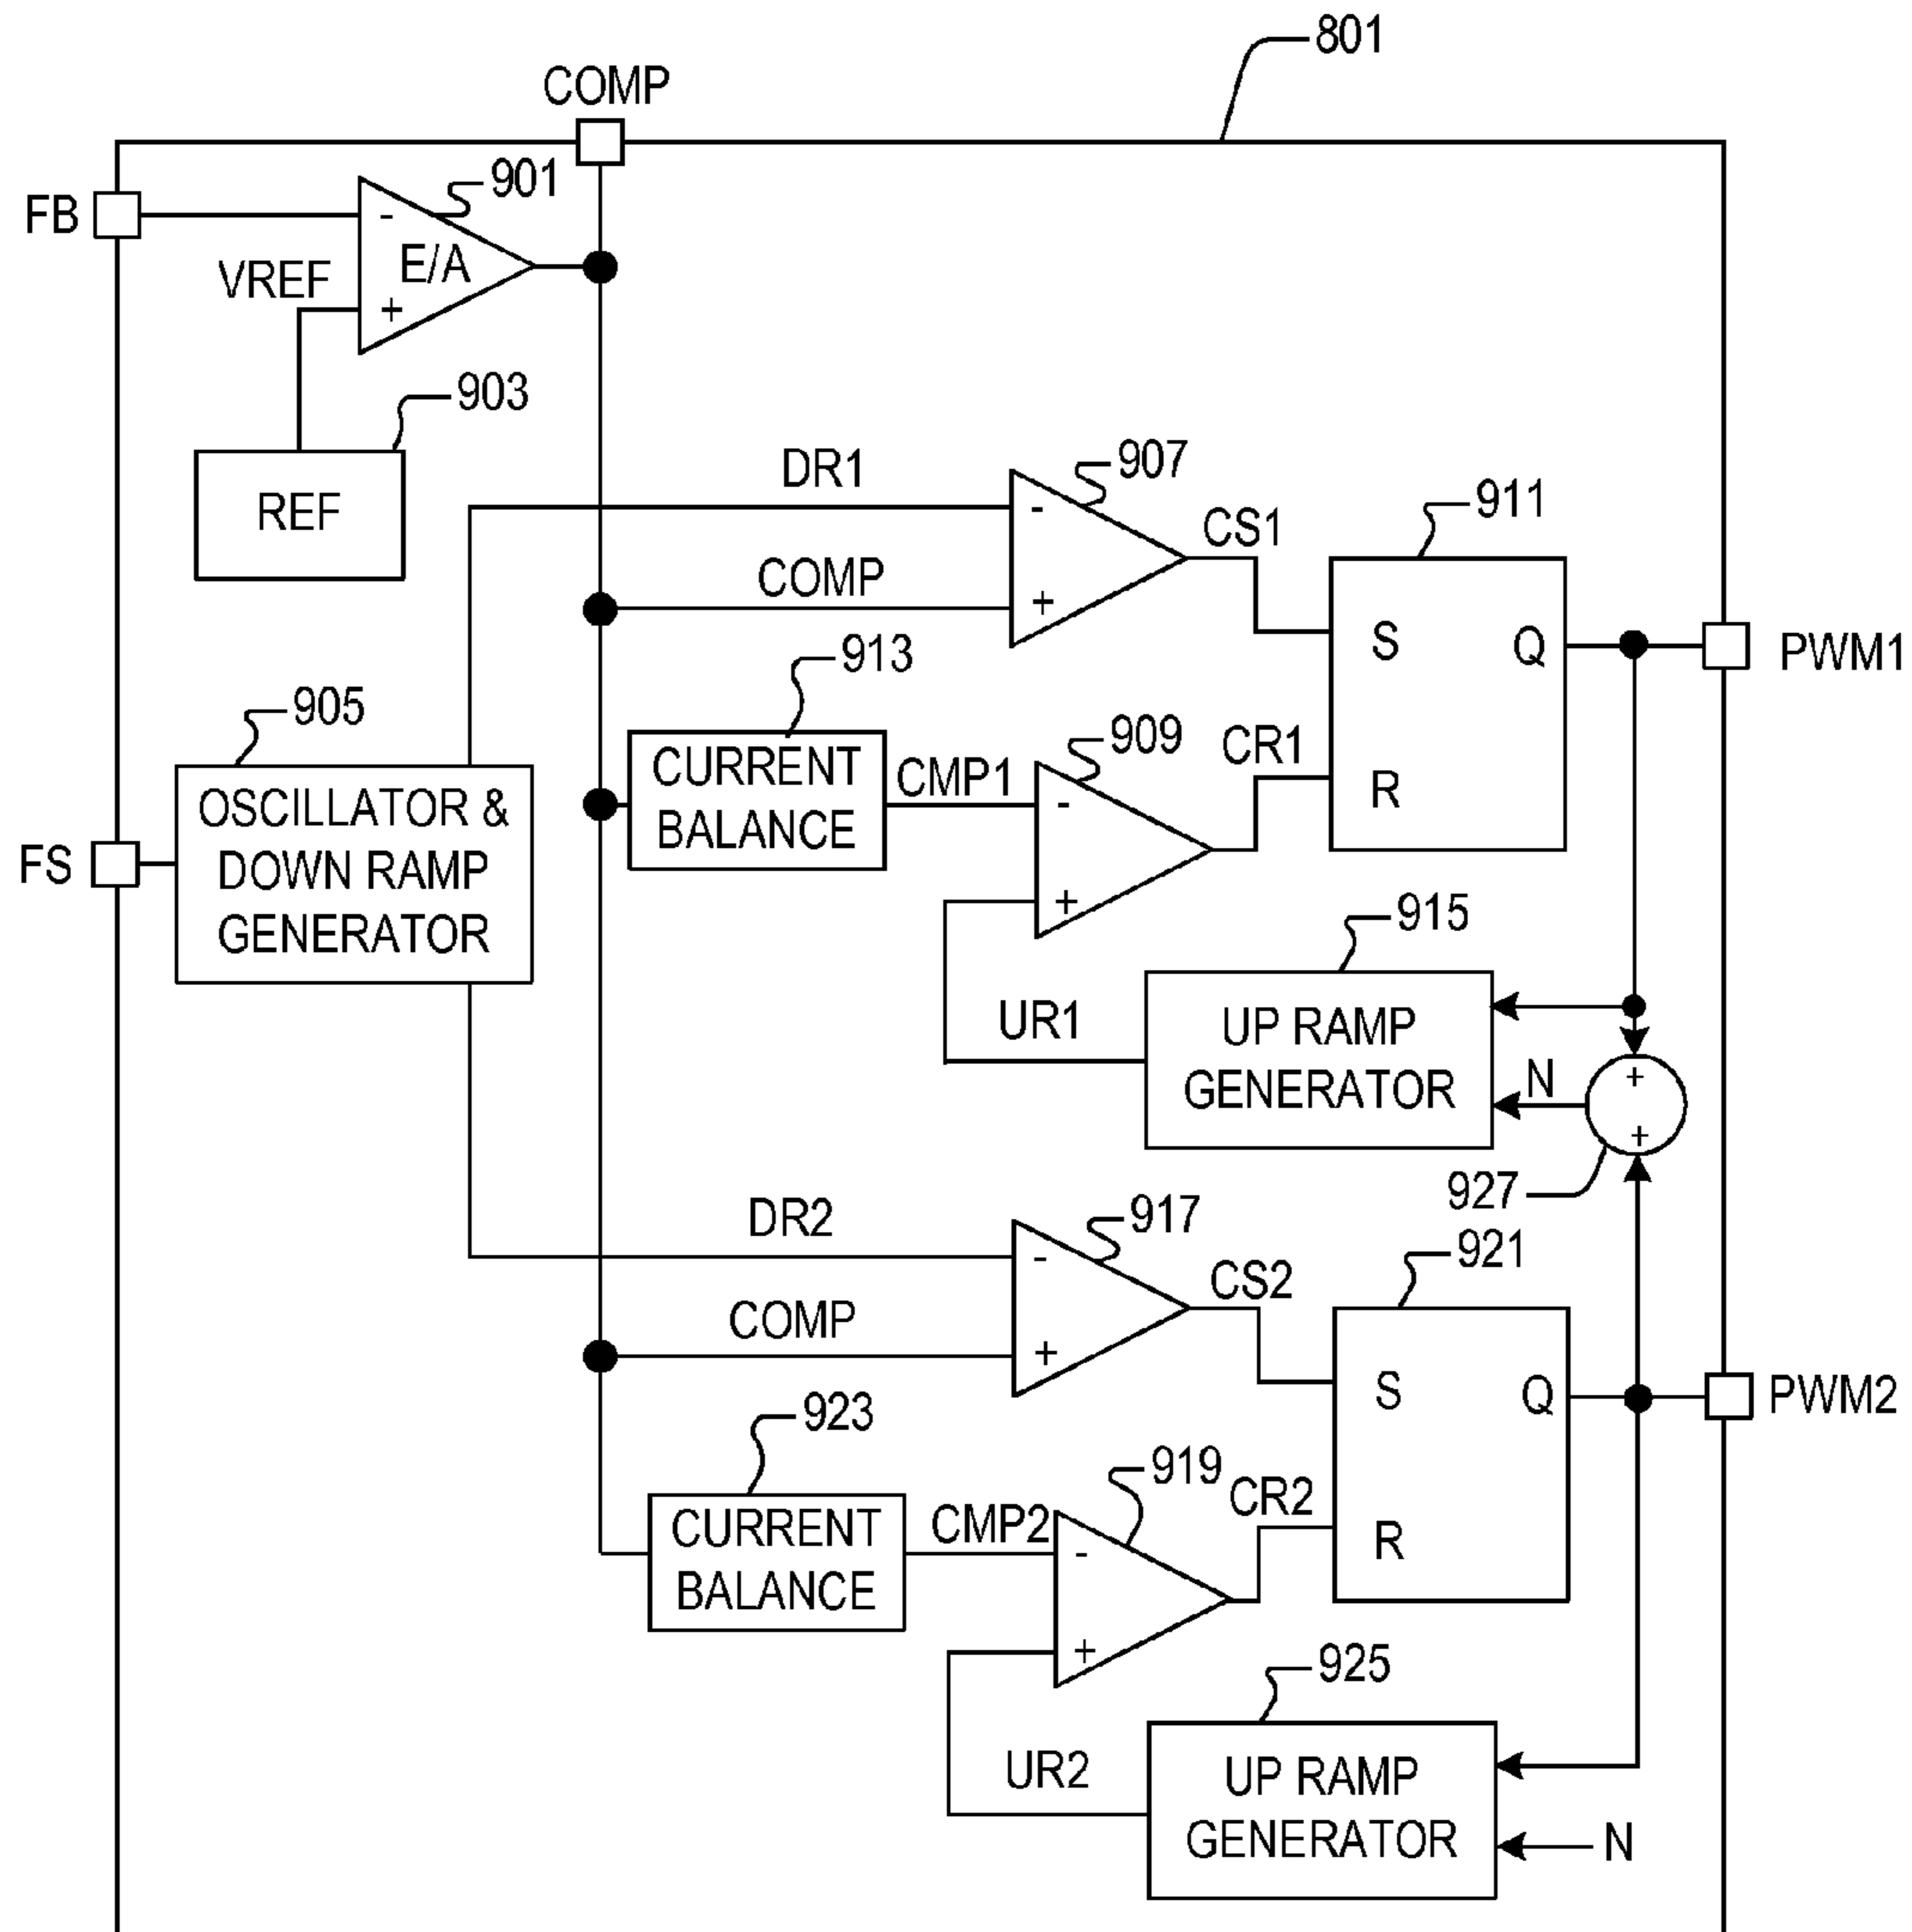 801
COMP
FB
-
901
E/A
VREF
+
903
REF
DR1
-
907
CS1
911
COMP
+
S
Q
PWM1
913
CURRENT
BALANCE
CMP1
-
909
CR1
R
905
OSCILLATOR &
DOWN RAMP
GENERATOR
FS
+
915
UR1
UP RAMP
GENERATOR
N
+
+
927
DR2
-
917
CS2
921
COMP
+
S
Q
PWM2
923
CURRENT
BALANCE
CMP2
-
919
CR2
R
+
925
UR2
UP RAMP
GENERATOR
N